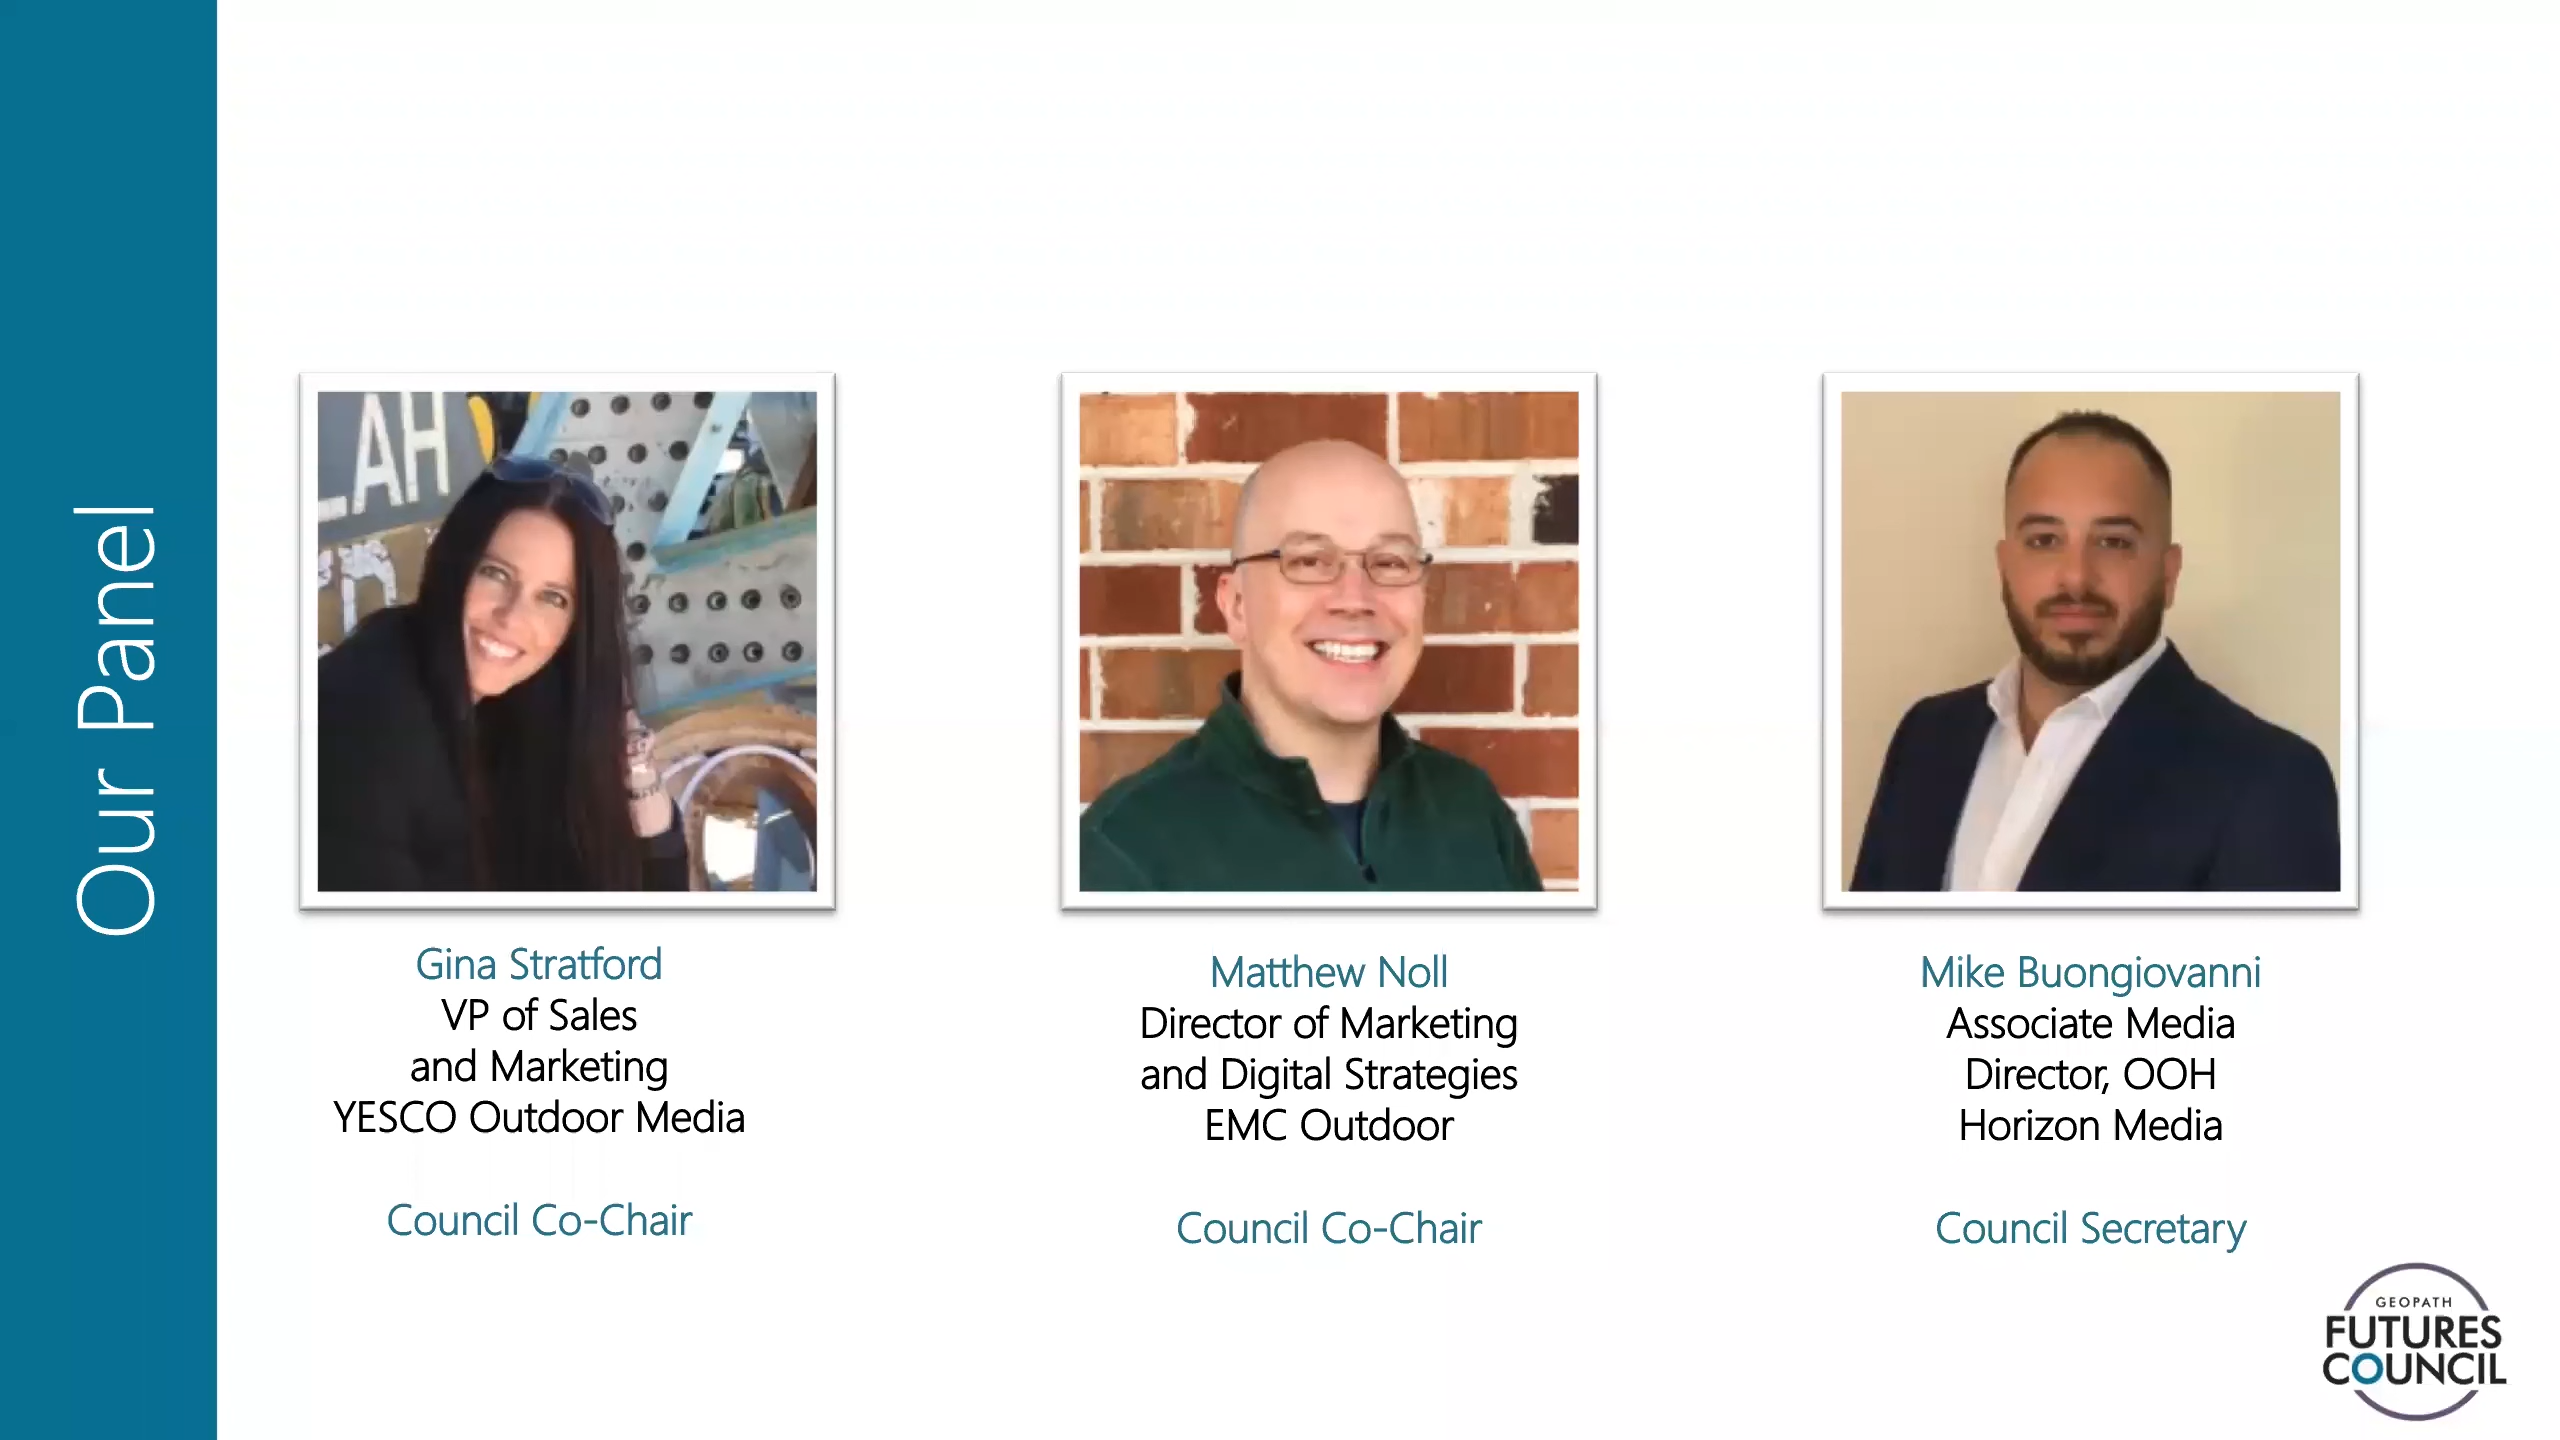 Our Panel
LAH
Gina Stratford
VP of Sales
and Marketing
YESCO Outdoor Media
Council Co-Chair
Matthew Noll
Director of Marketing
and Digital Strategies
EMC Outdoor
Council Co-Chair
Mike Buongiovanni
Associate Media
Director, OOH
Horizon Media
Council Secretary
GEOPATH
FUTURES
COUNCIL